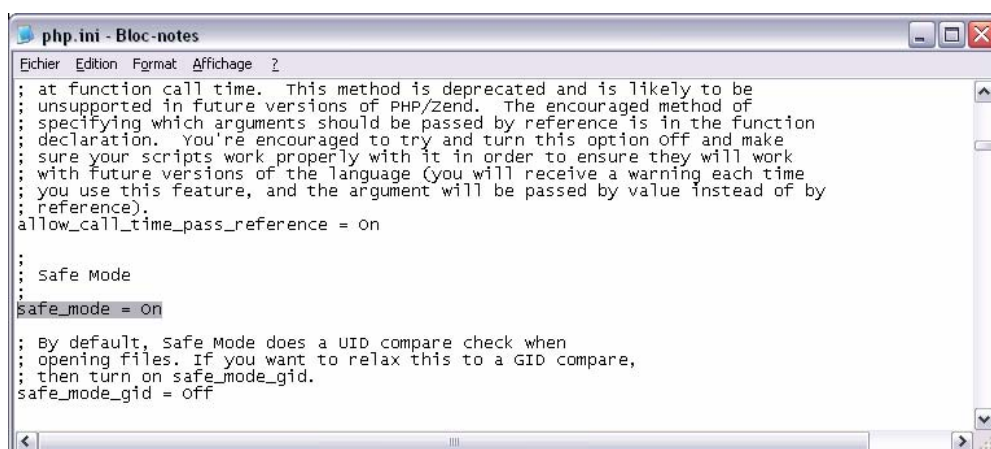 php.ini - Bloc-notes
Fichier Edition Format Affichage ?
; at function call time.  This method is deprecated and is likely to be
; unsupported in future versions of PHP/Zend.  The encouraged method of
; specifying which arguments should be passed by reference is in the function
; declaration.  You're encouraged to try and turn this option Off and make
; sure your scripts work properly with it in order to ensure they will work
; with future versions of the language (you will receive a warning each time
; you use this feature, and the argument will be passed by value instead of by
; reference).
allow_call_time_pass_reference = On
;
; Safe Mode
;
safe_mode = On
; By default, Safe Mode does a UID compare check when
; opening files. If you want to relax this to a GID compare,
; then turn on safe_mode_gid.
safe_mode_gid = Off